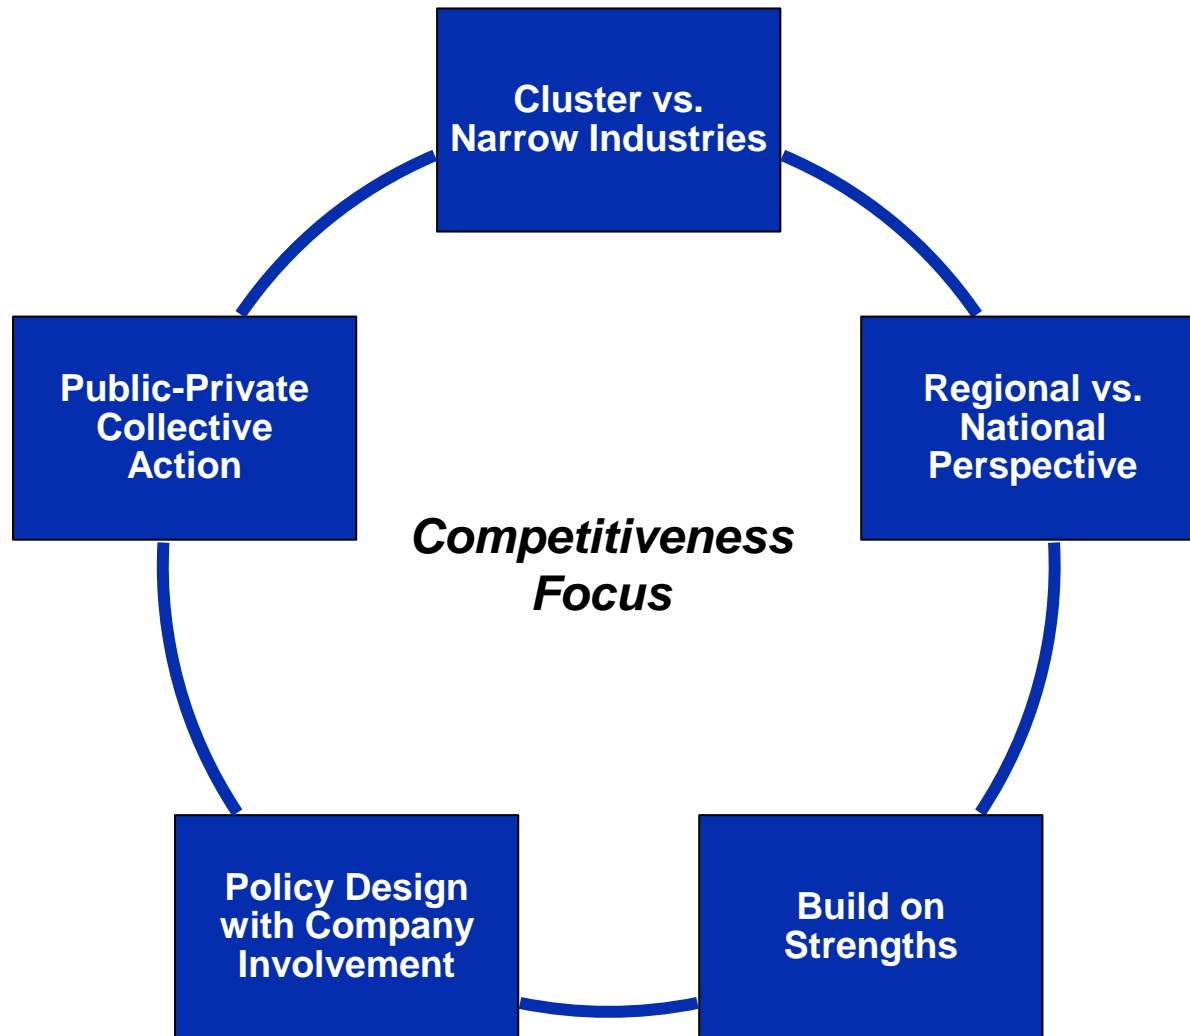 Cluster vs.
Narrow Industries
Public-Private
Collective
Action
Regional vs.
National
Perspective
Competitiveness
Focus
Policy Design
with Company
Involvement
Build on
Strengths